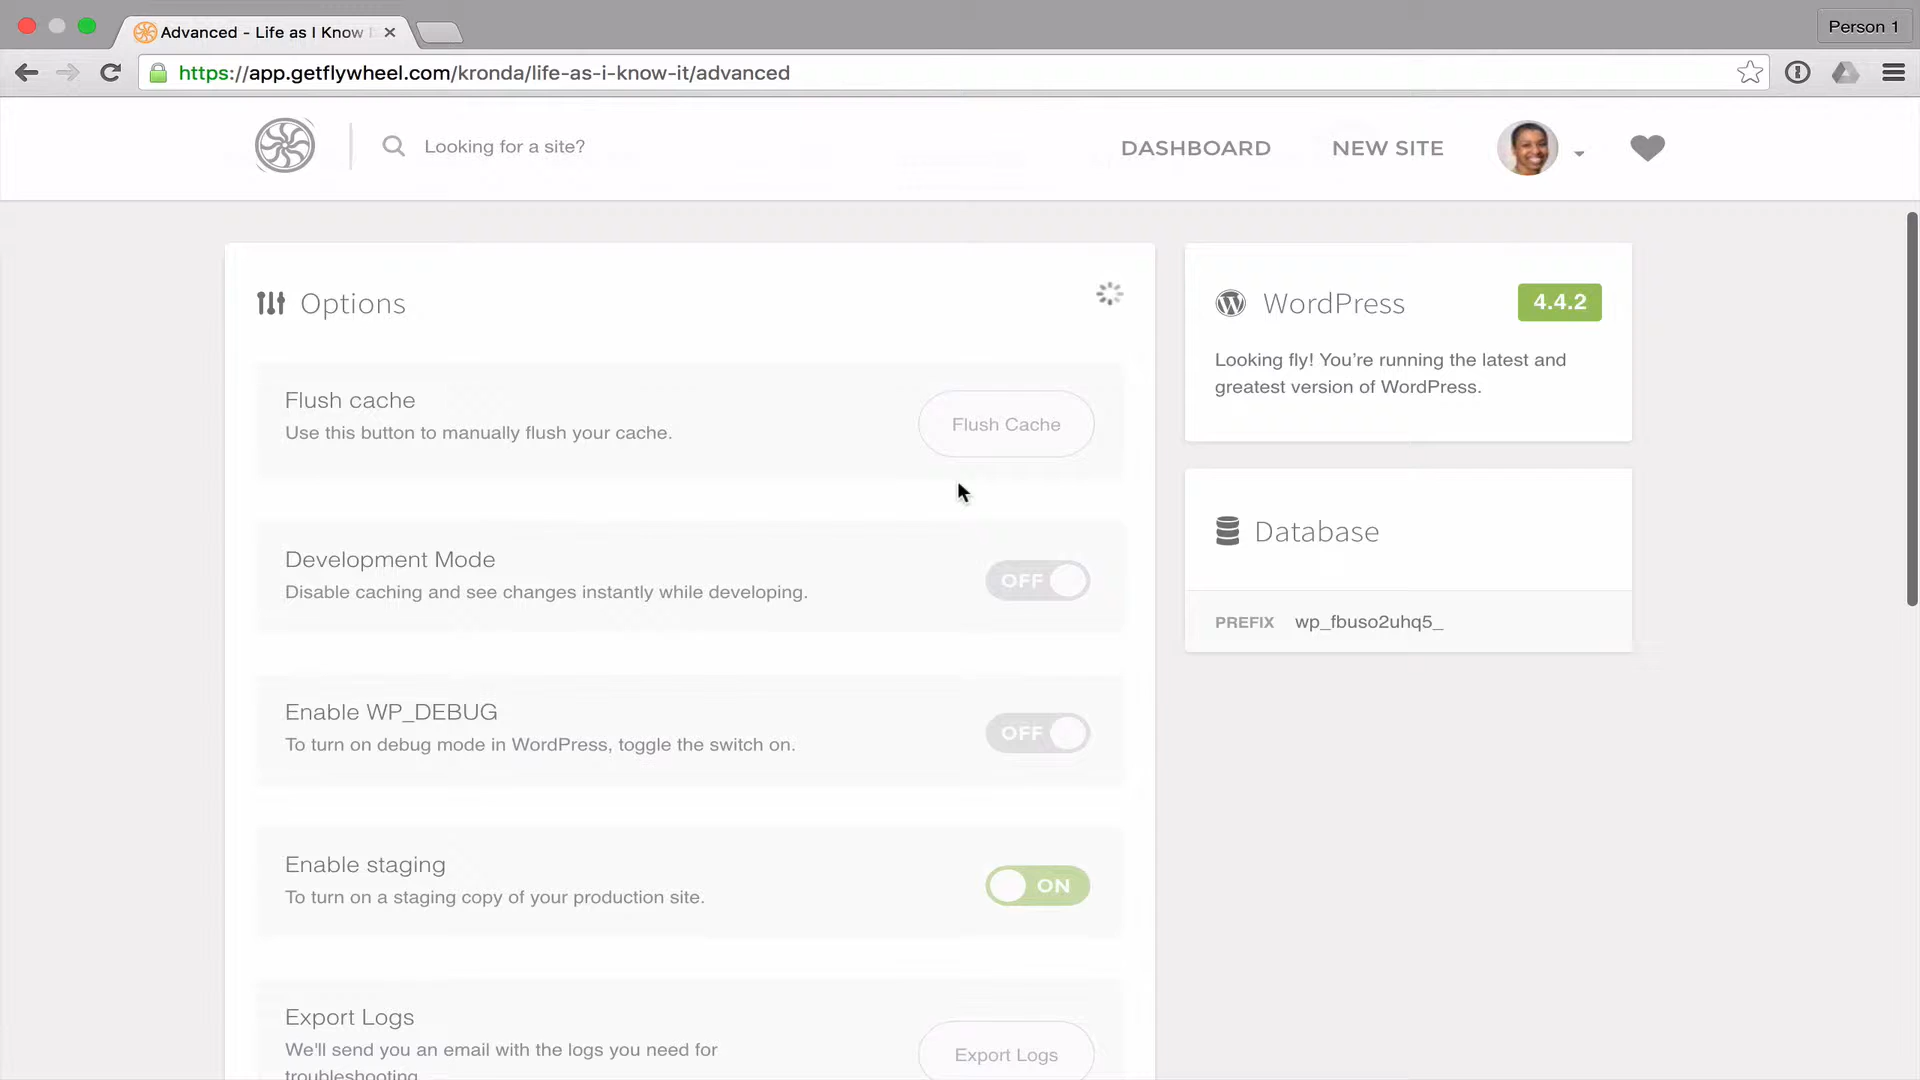 Advanced - Life as I Know I
Person 1
https://app.getflywheel.com/kronda/life-as-i-know-it/advanced
Looking for a site?
DASHBOARD
NEW SITE
Options
Flush cache
Use this button to manually flush your cache.
Flush Cache
Development Mode
Disable caching and see changes instantly while developing.
OFF
Enable WP_DEBUG
To turn on debug mode in WordPress, toggle the switch on.
OFF
Enable staging
To turn on a staging copy of your production site.
ON
Export Logs
We'll send you an email with the logs you need for
troubleshooting.
Export Logs
WordPress
4.4.2
Looking fly! You’re running the latest and
greatest version of WordPress.
Database
PREFIX wp_fbuso2uhq5_